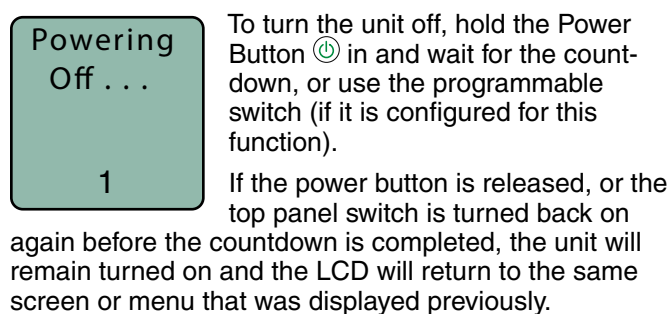 Powering
Off . . .
1
To turn the unit off, hold the Power
Button in and wait for the count-
down, or use the programmable
switch (if it is configured for this
function).
If the power button is released, or the
top panel switch is turned back on
again before the countdown is completed, the unit will
remain turned on and the LCD will return to the same
screen or menu that was displayed previously.